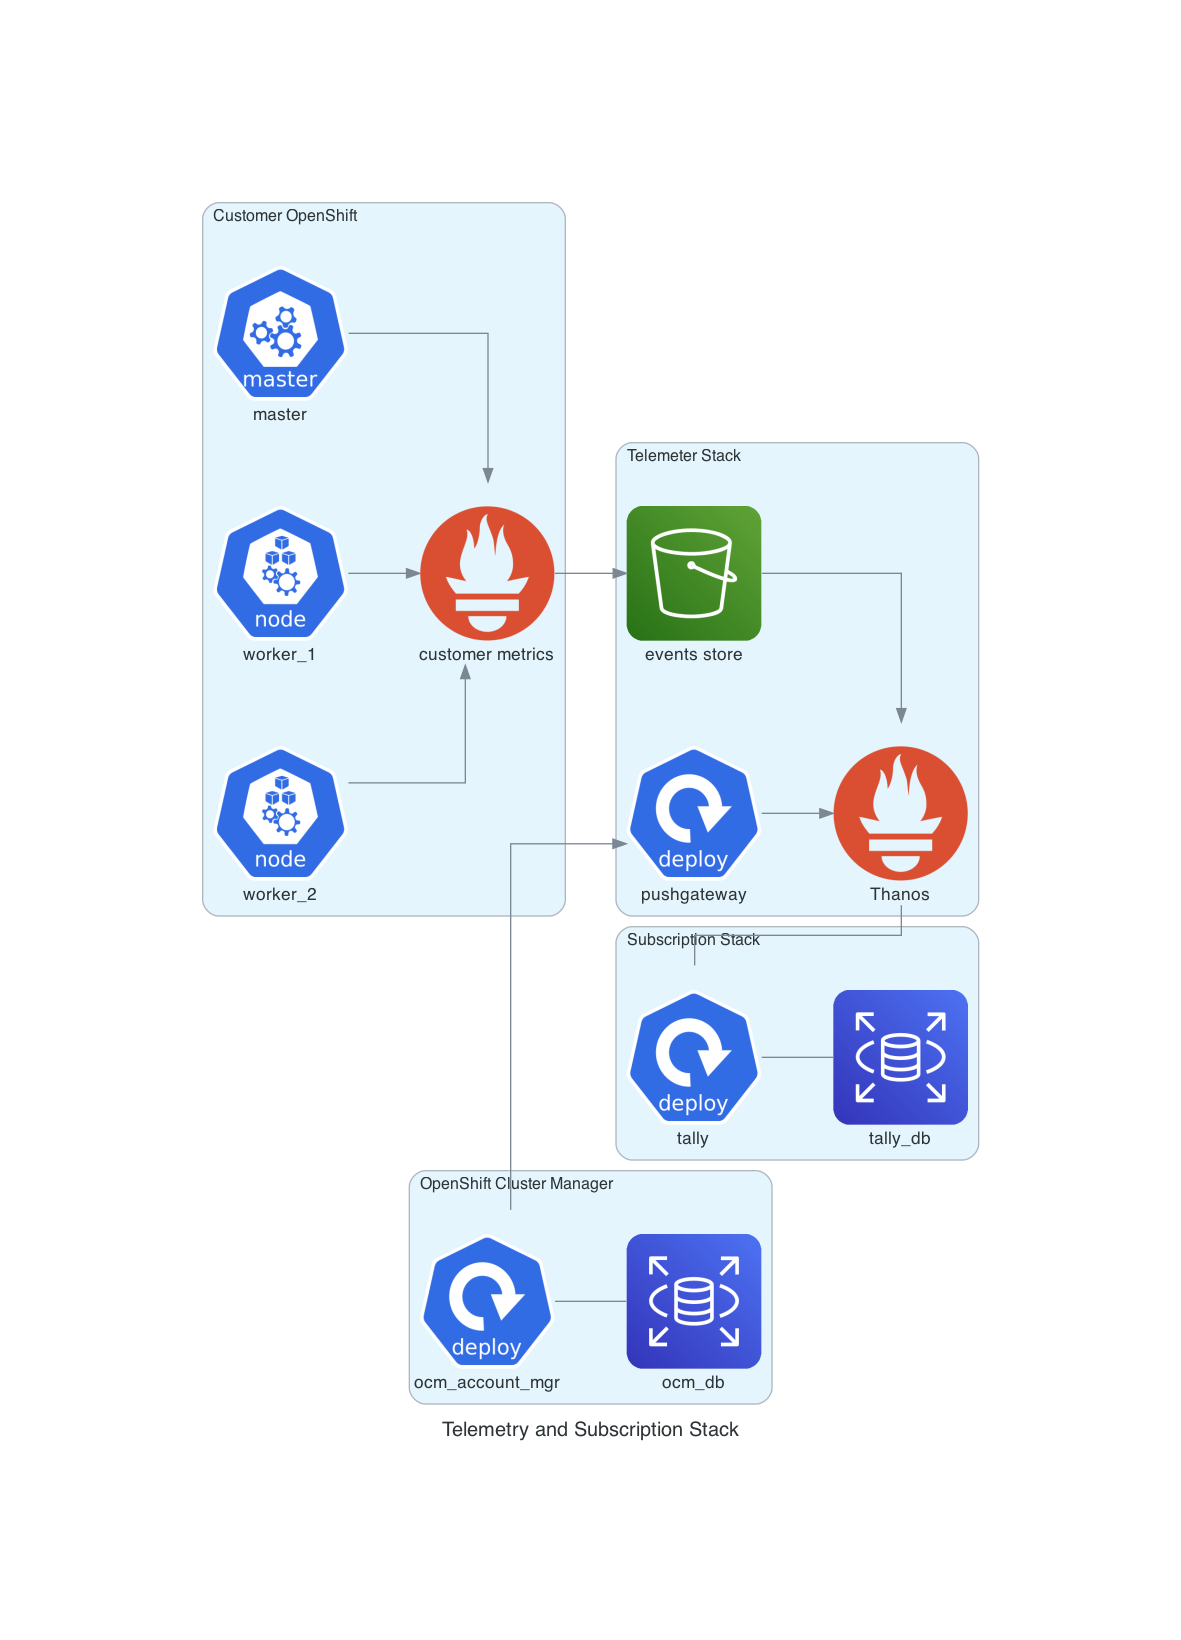 Customer OpenShift
master
master
node
worker_1
customer metrics
node
worker_2
Telemeter Stack
events store
deploy
pushgateway
Thanos
Subscription Stack
deploy
tally
tally_db
OpenShift Cluster Manager
deploy
ocm_account_mgr
ocm_db
Telemetry and Subscription Stack